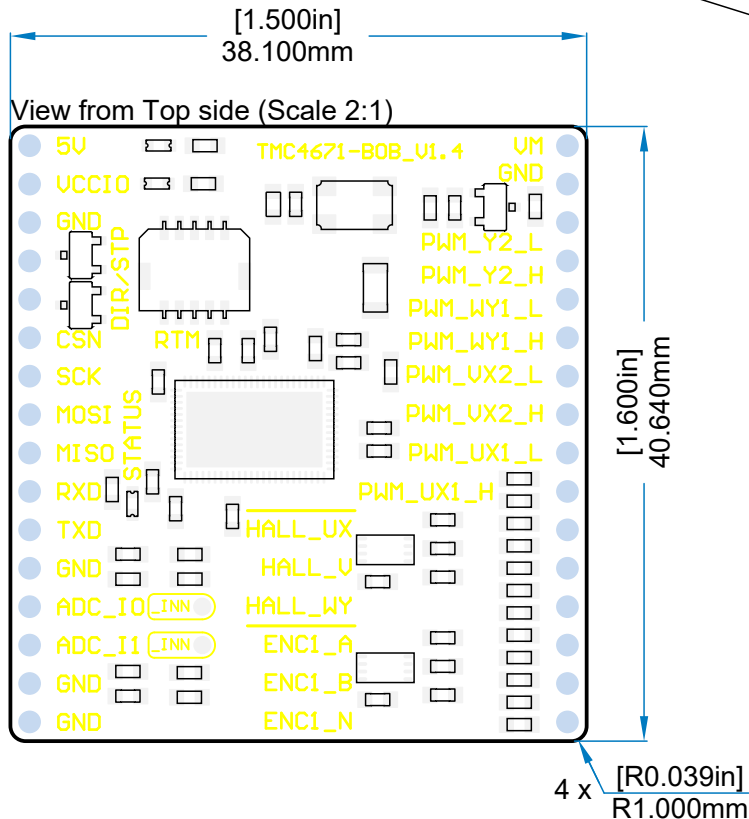 [1.500in]
38.100mm
View from Top side (Scale 2:1)
5V
TMC4671-BOB_V1.4
VM
VCCIO
GND
GND
DIR/STP
PWM_Y2_L
PWM_Y2_H
PWM_WY1_L
CSN
RTM
PWM_WY1_H
SCK
PWM_VX2_L
MOSI
STATUS
PWM_VX2_H
MISO
PWM_UX1_L
RXD
PWM_UX1_H
TXD
HALL_UX
GND
HALL_V
ADC_I0
_INN
HALL_WY
ADC_I1
_INN
ENC1_A
GND
ENC1_B
GND
ENC1_N
[1.600in]
40.640mm
4 x
[R0.039in]
R1.000mm